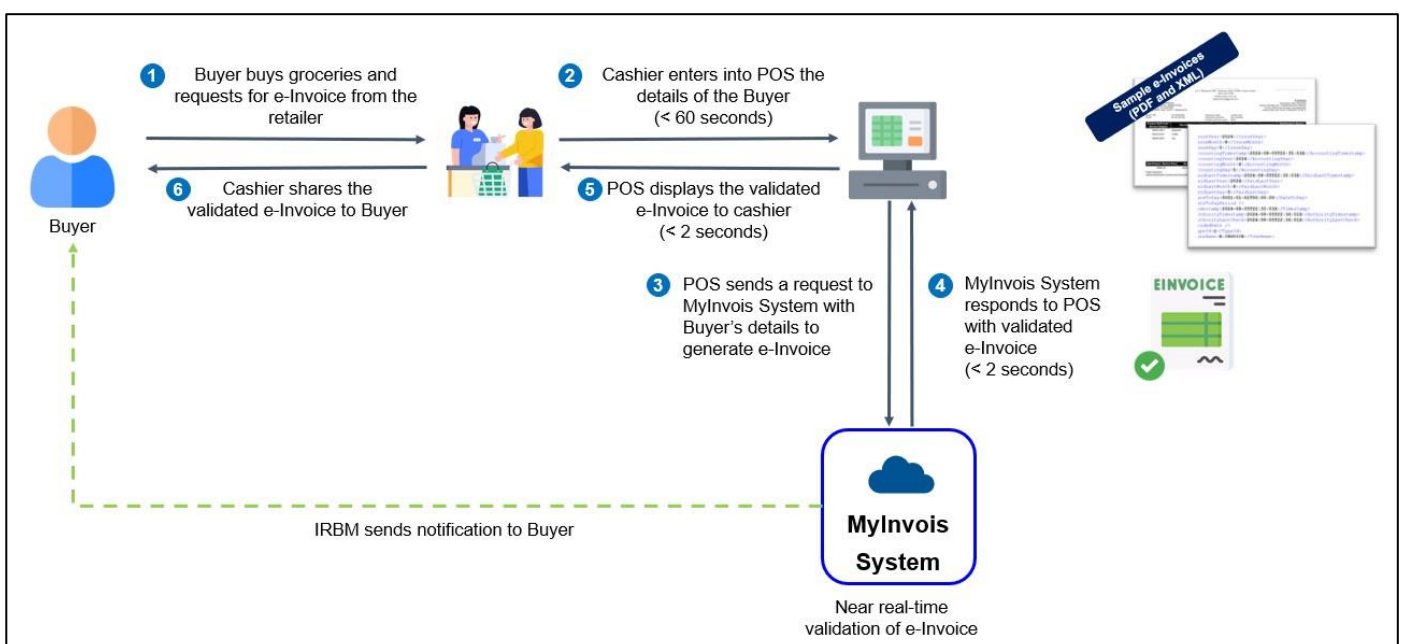 1
Buyer buys groceries and
requests for e-Invoice from the
retailer
2
Cashier enters into POS the
details of the Buyer
(< 60 seconds)
Sample e-Invoices
(PDF and XML)
6
Cashier shares the
validated e-Invoice to Buyer
5
POS displays the validated
e-Invoice to cashier
(< 2 seconds)
Buyer
3
POS sends a request to
MyInvois System with
Buyer's details to
generate e-Invoice
4
MyInvois System
responds to POS
with validated
e-Invoice
(< 2 seconds)
EINVOICE
IRBM sends notification to Buyer
MyInvois
System
Near real-time
validation of e-Invoice